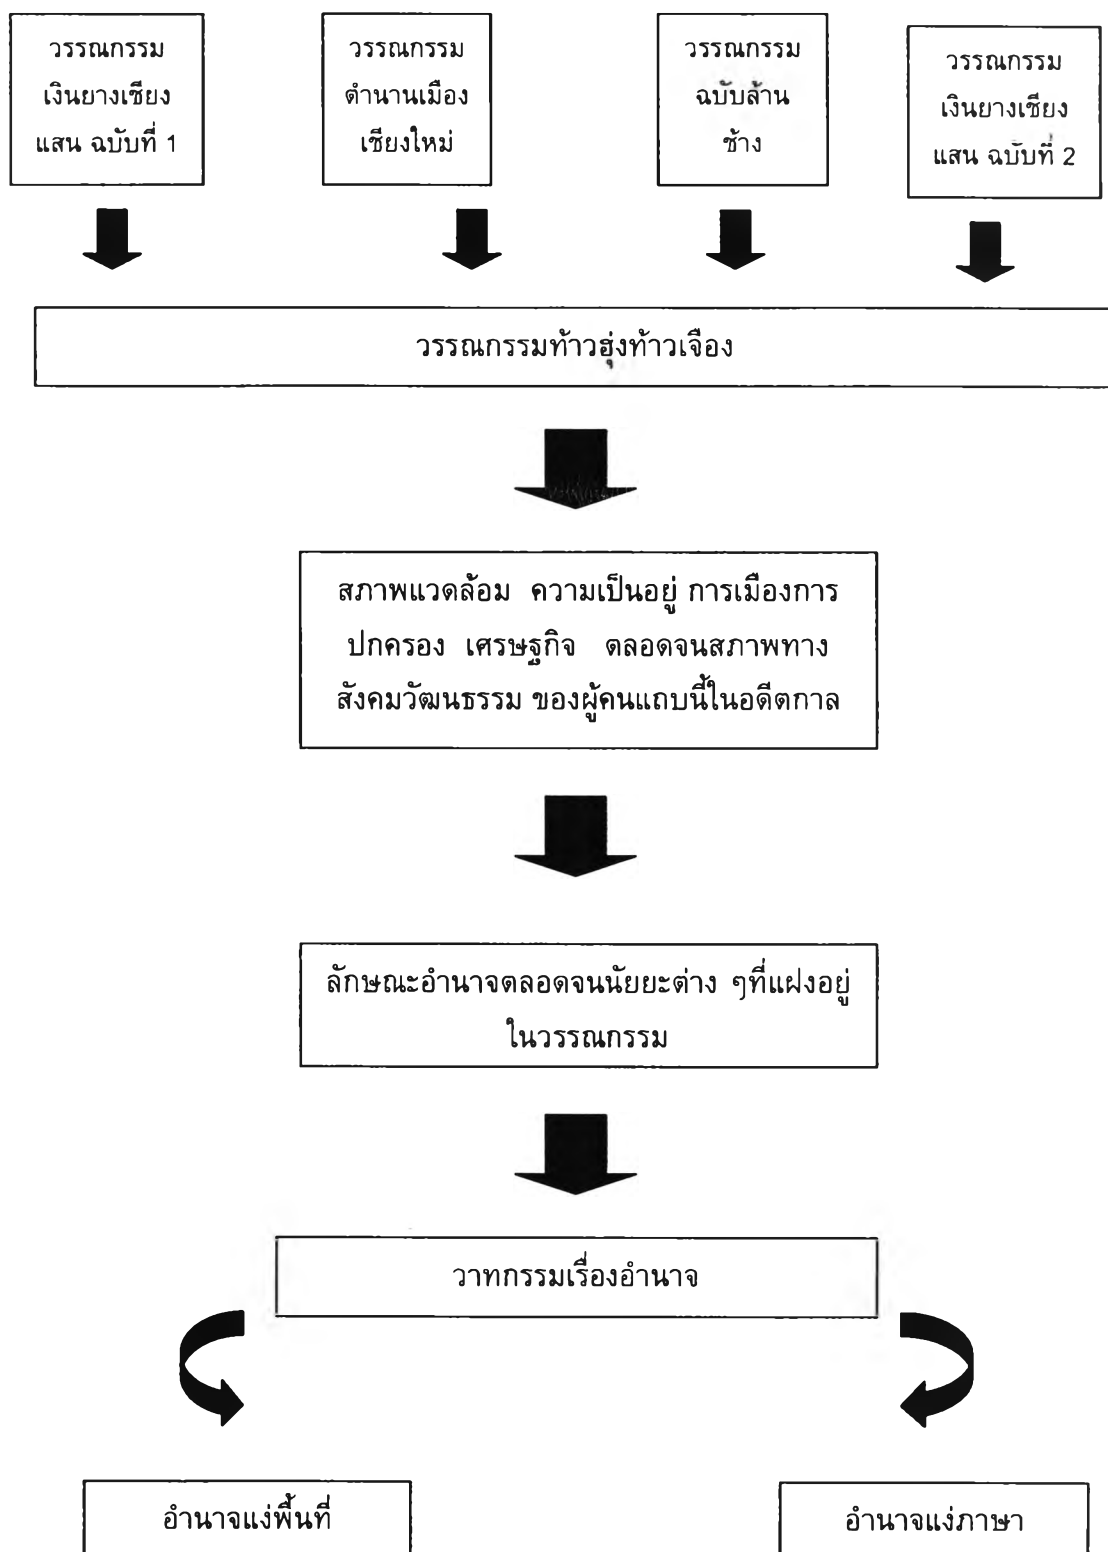 วรรณกรรม
เงินยางเชียง
แสน ฉบับที่ 1
วรรณกรรม
ตำนานเมือง
เชียงใหม่
วรรณกรรม
ฉบับล้าน
ช้าง
วรรณกรรม
เงินยางเชียง
แสน ฉบับที่ 2
วรรณกรรมท้าวฮุ่งท้าวเจือง
สภาพแวดล้อม ความเป็นอยู่ การเมืองการ
ปกครอง เศรษฐกิจ ตลอดจนสภาพทาง
สังคมวัฒนธรรม ของผู้คนแถบนี้ในอดีตกาล
ลักษณะอำนาจตลอดจนนัยยะต่าง ๆที่แฝงอยู่
ในวรรณกรรม
วาทกรรมเรื่องอำนาจ
อำนาจแง่พื้นที่
อำนาจแง่ภาษา